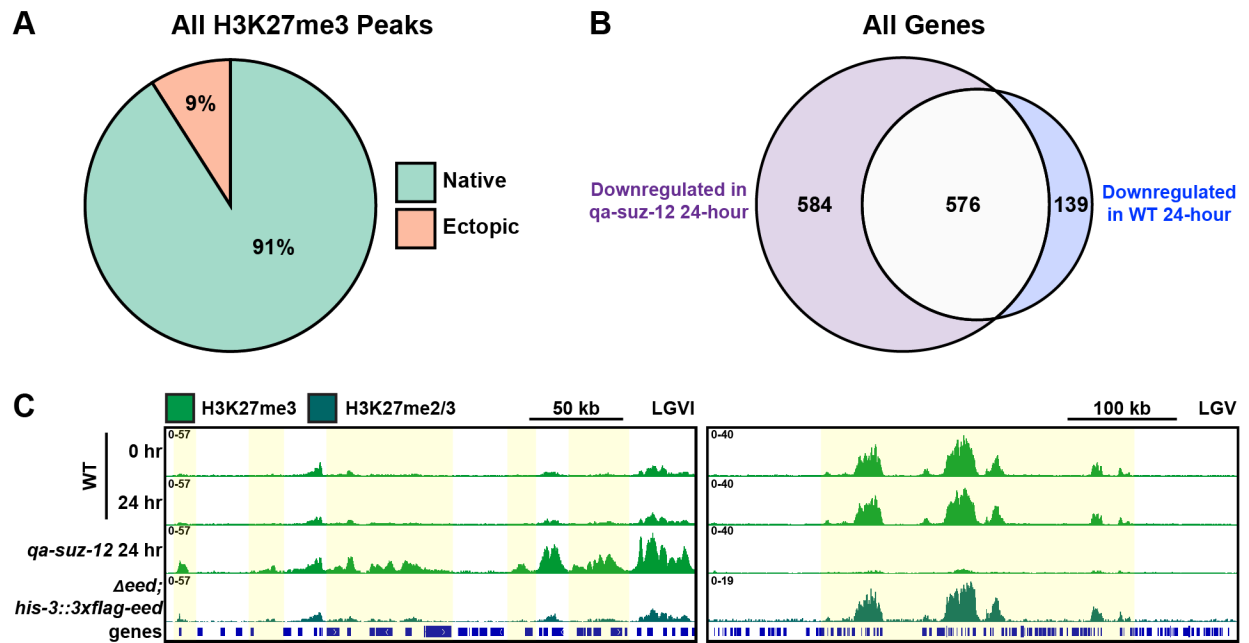 A
All H3K27me3 Peaks
9%
91%
Native
Ectopic
B
All Genes
Downregulated in
qa-suz-12 24-hour
584
576
139
Downregulated
in WT 24-hour
C
H3K27me3
H3K27me2/3
50 kb
LGVI
100 kb
LGV
WT
0 hr
0-57
0-40
24 hr
0-57
0-40
qa-suz-12 24 hr
0-57
0-40
Δeed;
his-3::3xflag-eed
0-57
0-19
genes